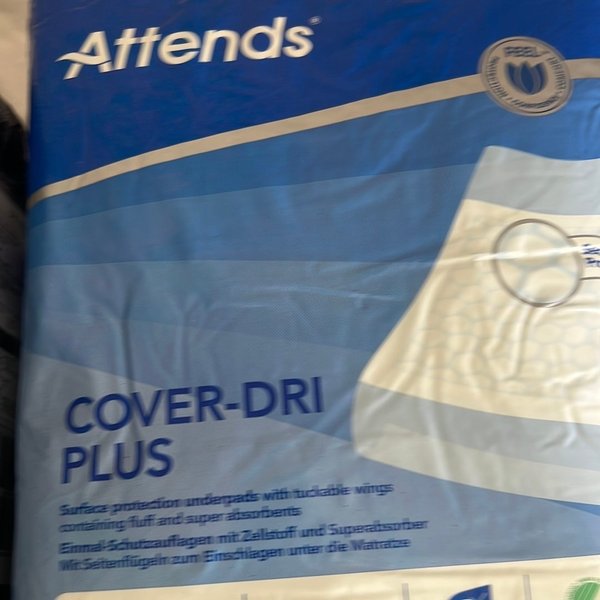 Attends®
FEEL-
COVER-DRI
PLUS
Surface protection underpads with tuckable wings
containing fluff and super absorbents
Einmal-Schutzauflagen mit Zellstoff und Superabsorber
Mit Seitenflügeln zum Einschlagen unter die Matratze